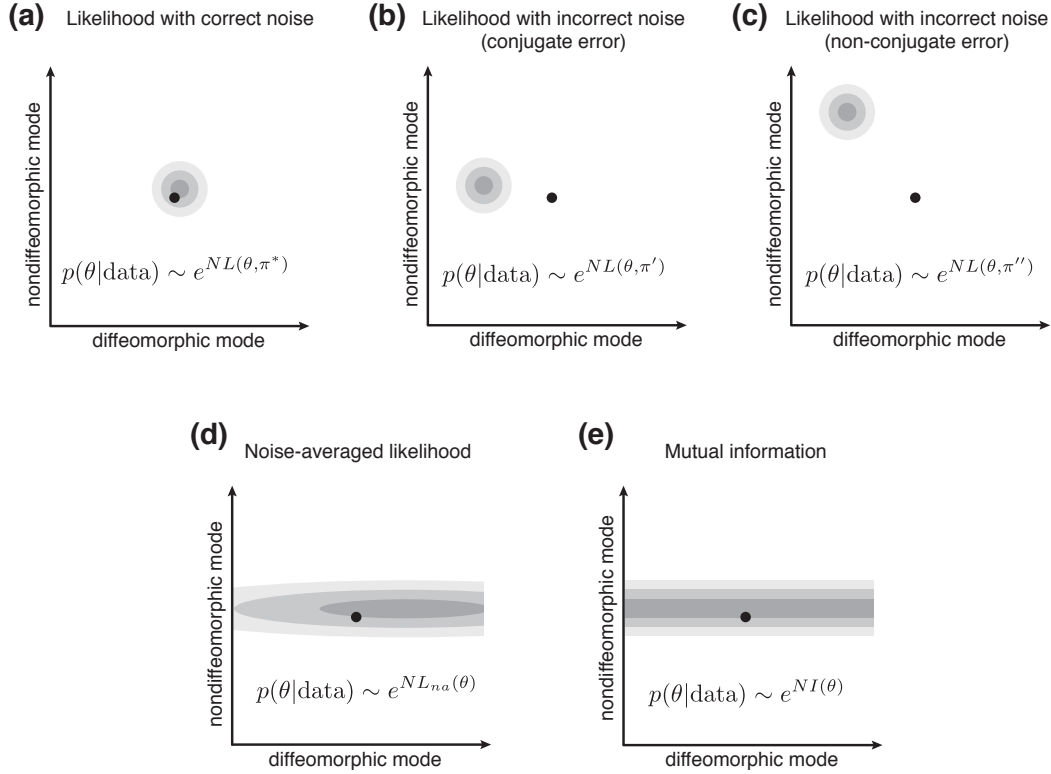 (a)
Likelihood with correct noise
nondiffeomorphic mode
p(θ|data) ∼ e^{NL(θ,π*)}
diffeomorphic mode
(b)
Likelihood with incorrect noise
(conjugate error)
nondiffeomorphic mode
p(θ|data) ∼ e^{NL(θ,π′)}
diffeomorphic mode
(c)
Likelihood with incorrect noise
(non-conjugate error)
nondiffeomorphic mode
p(θ|data) ∼ e^{NL(θ,π′′)}
diffeomorphic mode
(d)
Noise-averaged likelihood
nondiffeomorphic mode
p(θ|data) ∼ e^{NL_{na}(θ)}
diffeomorphic mode
(e)
Mutual information
nondiffeomorphic mode
p(θ|data) ∼ e^{NI(θ)}
diffeomorphic mode